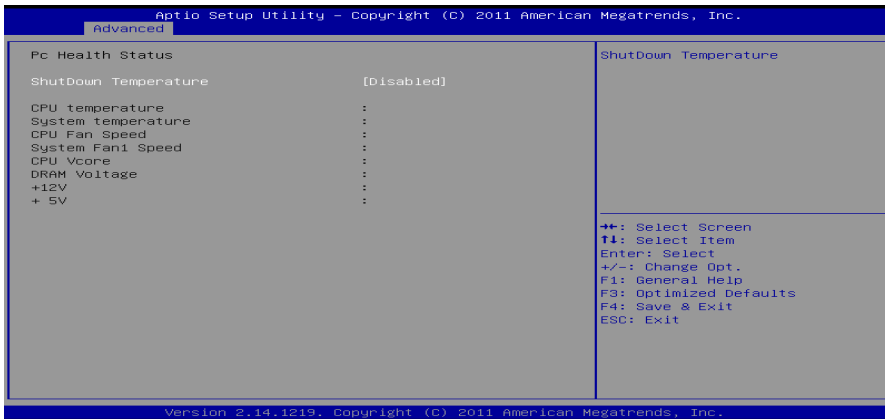 Aptio Setup Utility – Copyright (C) 2011 American Megatrends, Inc.
Advanced
Pc Health Status
ShutDown Temperature [Disabled]
CPU temperature :
System temperature :
CPU Fan Speed :
System Fan1 Speed :
CPU Vcore :
DRAM Voltage :
+12V :
+ 5V :
ShutDown Temperature
→←: Select Screen
↑↓: Select Item
Enter: Select
+/-: Change Opt.
F1: General Help
F3: Optimized Defaults
F4: Save & Exit
ESC: Exit
Version 2.14.1219. Copyright (C) 2011 American Megatrends, Inc.